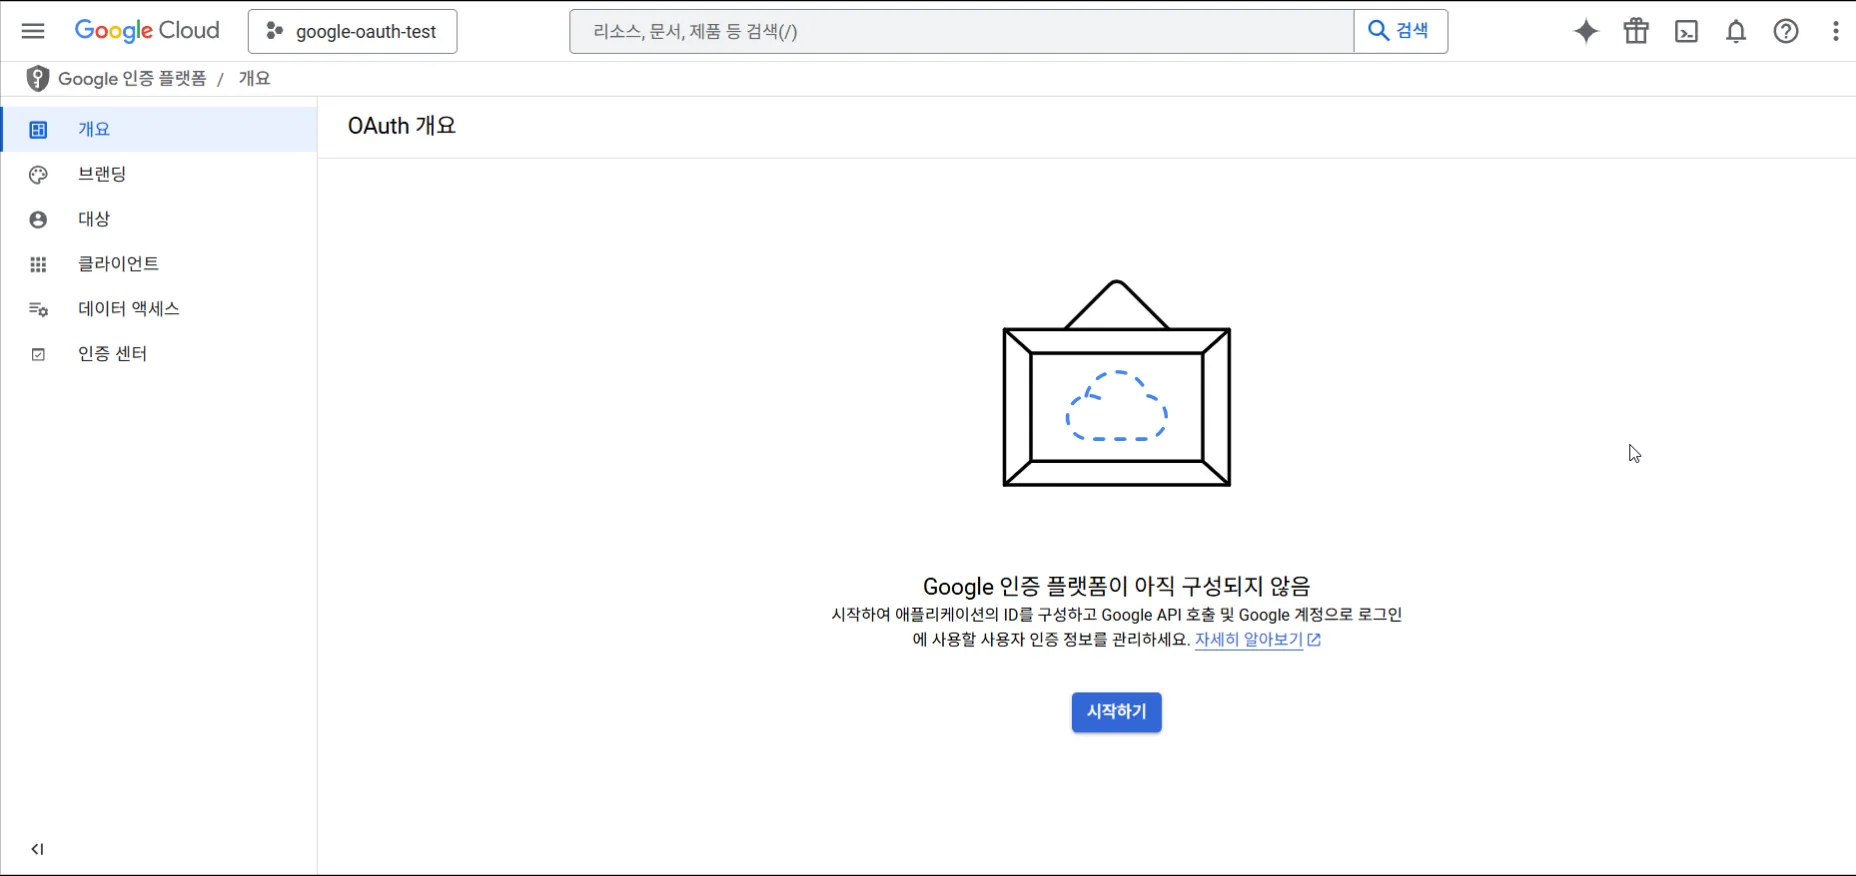 Google Cloud
google-oauth-test
리소스, 문서, 제품 등 검색(/)
검색
Google 인증 플랫폼 / 개요
개요
브랜딩
대상
클라이언트
데이터 액세스
인증 센터
OAuth 개요
Google 인증 플랫폼이 아직 구성되지 않음
시작하여 애플리케이션의 ID를 구성하고 Google API 호출 및 Google 계정으로 로그인
에 사용할 사용자 인증 정보를 관리하세요. 자세히 알아보기
시작하기